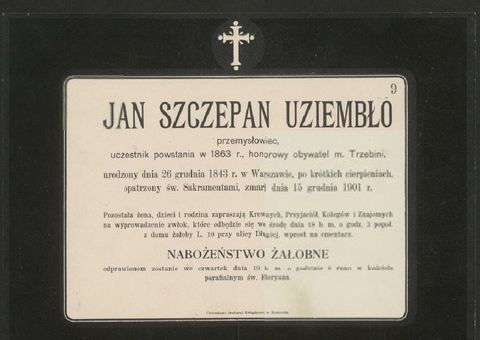 9
JAN SZCZEPAN UZIEMBŁO
przemysłowiec,
uczestnik powstania w 1863 r., honorowy obywatel m. Trzebini,
urodzony dnia 26 grudnia 1843 r. w Warszawie, po krótkich cierpieniach,
opatrzony św. Sakramentami, zmarł dnia 15 grudnia 1901 r.
Pozostała żona, dzieci i rodzina zapraszają Krewnych, Przyjaciół, Kolegów i Znajomych
na wyprowadzenie zwłok, które odbędzie się we środę dnia 18 b. m. o godz. 3 popoł.
z domu żałoby L. 10 przy ulicy Długiej, wprost na cmentarz.
NABOŻEŃSTWO ŻAŁOBNE
odprawionem zostanie we czwartek dnia 19 b. m. o godzinie rano w kościele
parafialnym św. Floryana.